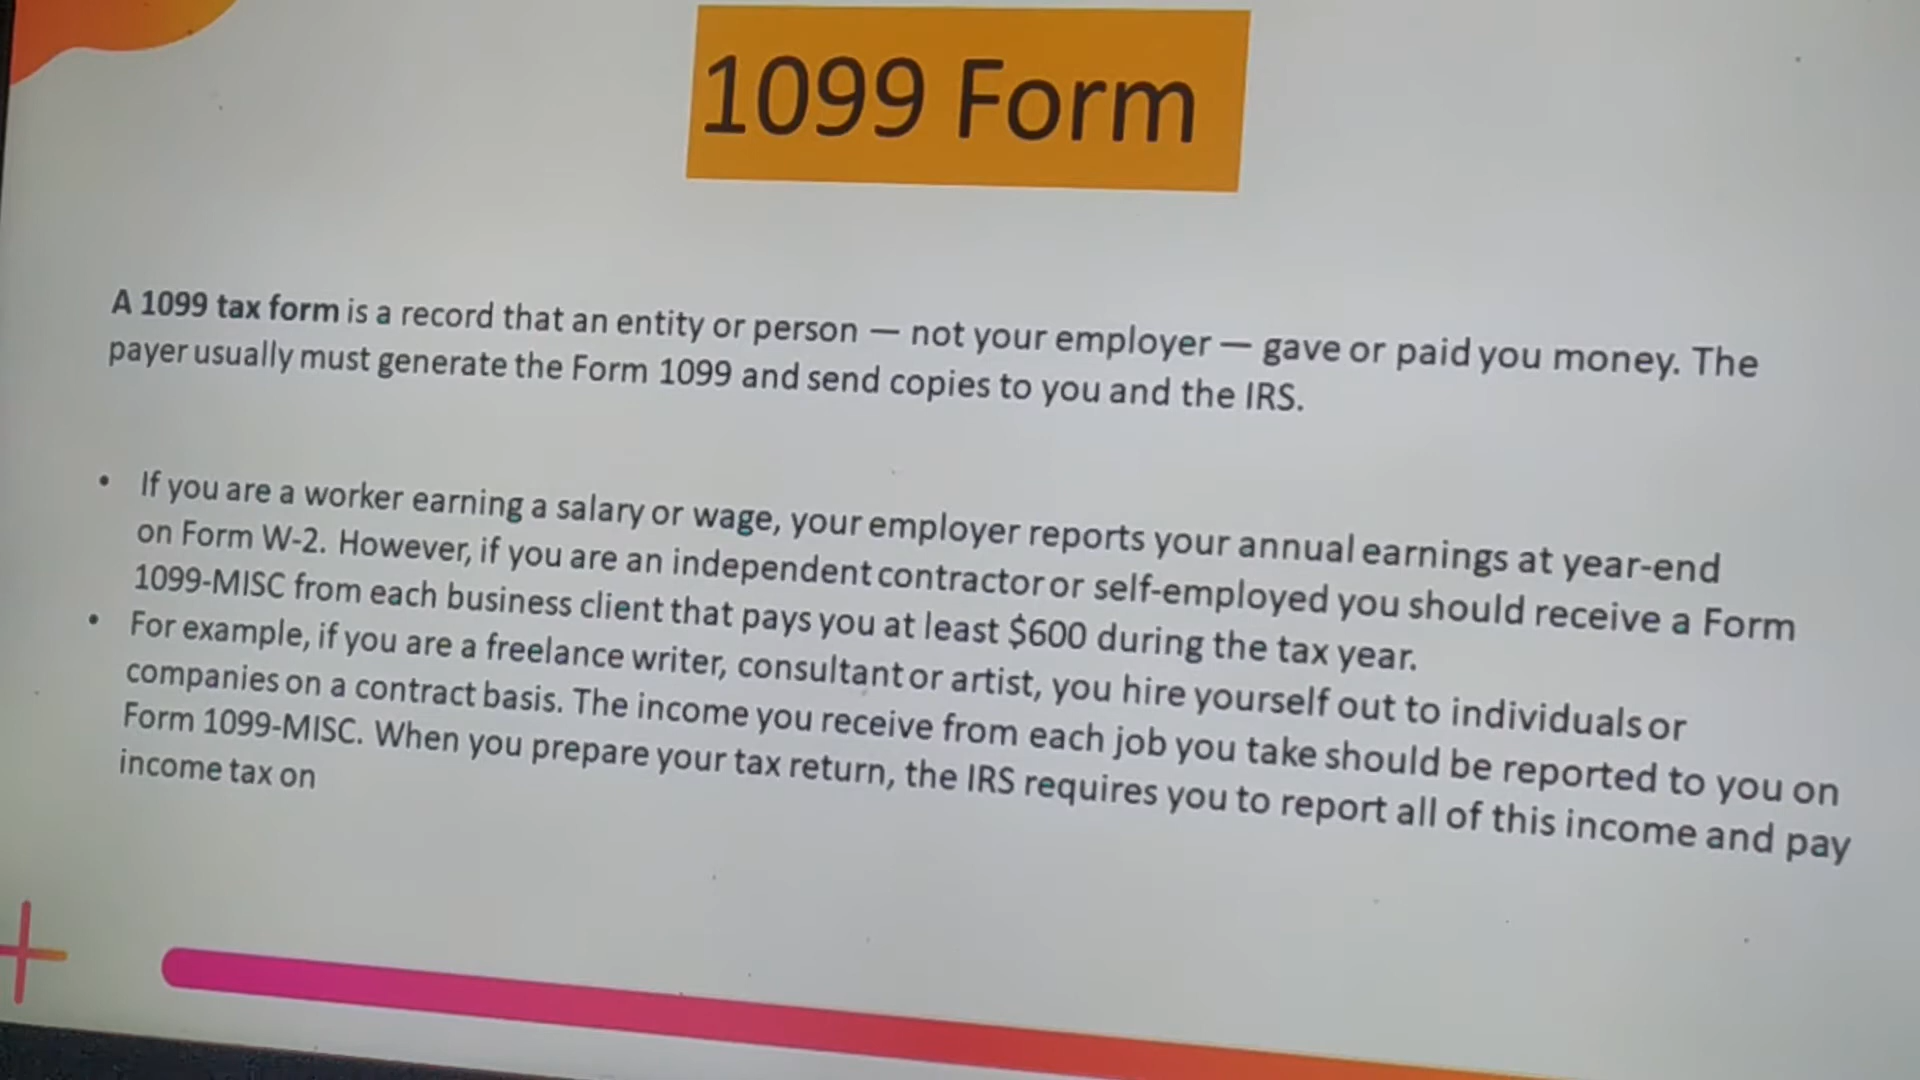 1099 Form
A 1099 tax form is a record that an entity or person — not your employer — gave or paid you money. The
payer usually must generate the Form 1099 and send copies to you and the IRS.
• If you are a worker earning a salary or wage, your employer reports your annual earnings at year-end
on Form W-2. However, if you are an independent contractor or self-employed you should receive a Form
1099-MISC from each business client that pays you at least $600 during the tax year.
• For example, if you are a freelance writer, consultant or artist, you hire yourself out to individuals or
companies on a contract basis. The income you receive from each job you take should be reported to you on
Form 1099-MISC. When you prepare your tax return, the IRS requires you to report all of this income and pay
income tax on